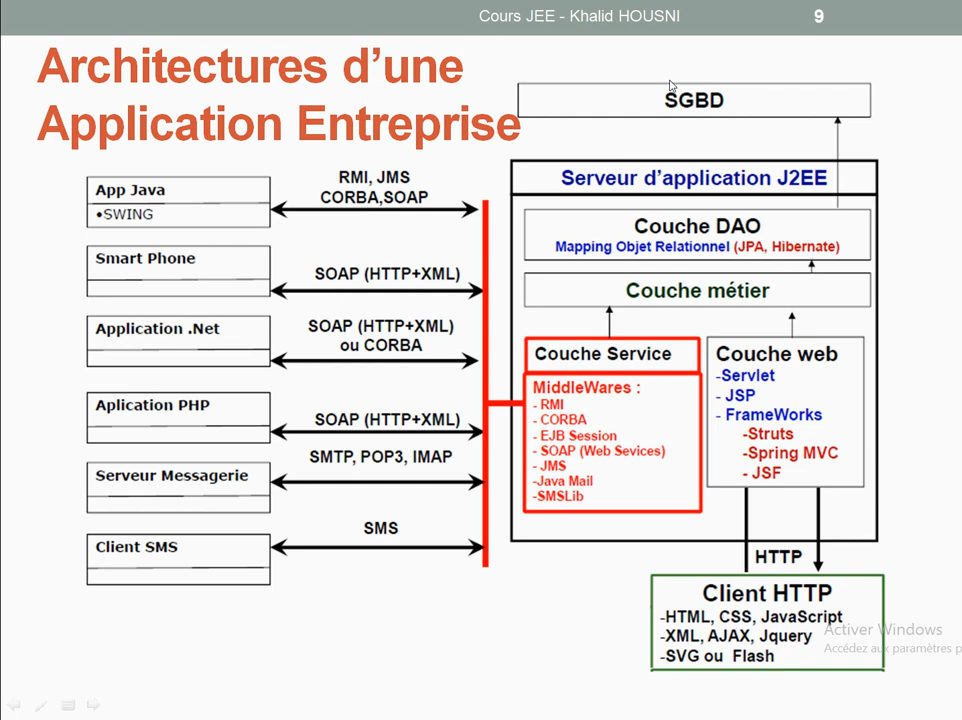 Cours JEE - Khalid HOUSNI
9
Architectures d’une
Application Entreprise
SGBD
Serveur d’application J2EE
Couche DAO
Mapping Objet Relationnel (JPA, Hibernate)
Couche métier
Couche Service
MiddleWares :
- RMI
- CORBA
- EJB Session
- SOAP (Web Sevices)
- JMS
-Java Mail
-SMSLib
Couche web
-Servlet
- JSP
- FrameWorks
-Struts
-Spring MVC
- JSF
App Java
•SWING
RMI, JMS
CORBA,SOAP
Smart Phone
SOAP (HTTP+XML)
Application .Net
SOAP (HTTP+XML)
ou CORBA
Aplication PHP
SOAP (HTTP+XML)
Serveur Messagerie
SMTP, POP3, IMAP
Client SMS
SMS
HTTP
Client HTTP
-HTML, CSS, JavaScript
-XML, AJAX, Jquery
-SVG ou Flash
Activer Windows
Accédez aux paramètres p